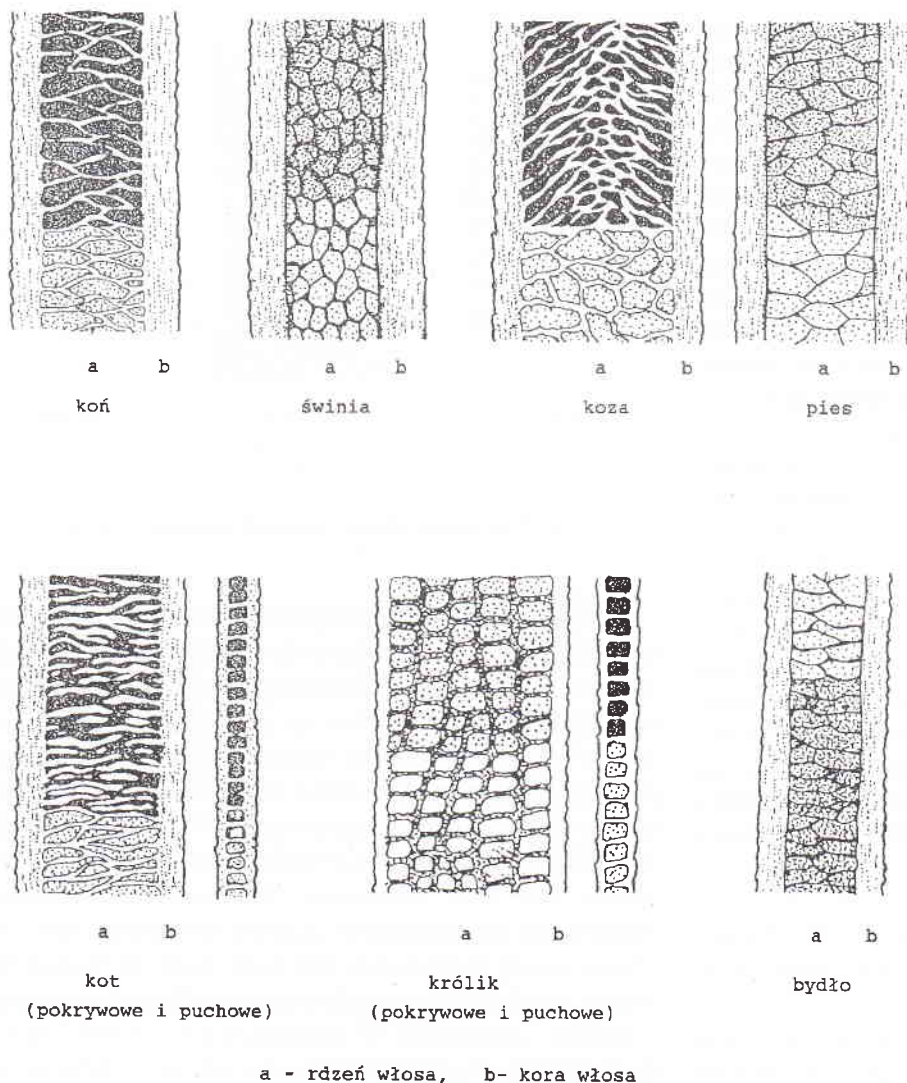 a b a b a b a b
koń świnia koza pies
a b a b a b
kot królik bydło
(pokrywowe i puchowe) (pokrywowe i puchowe)
a - rdzeń włosa, b- kora włosa